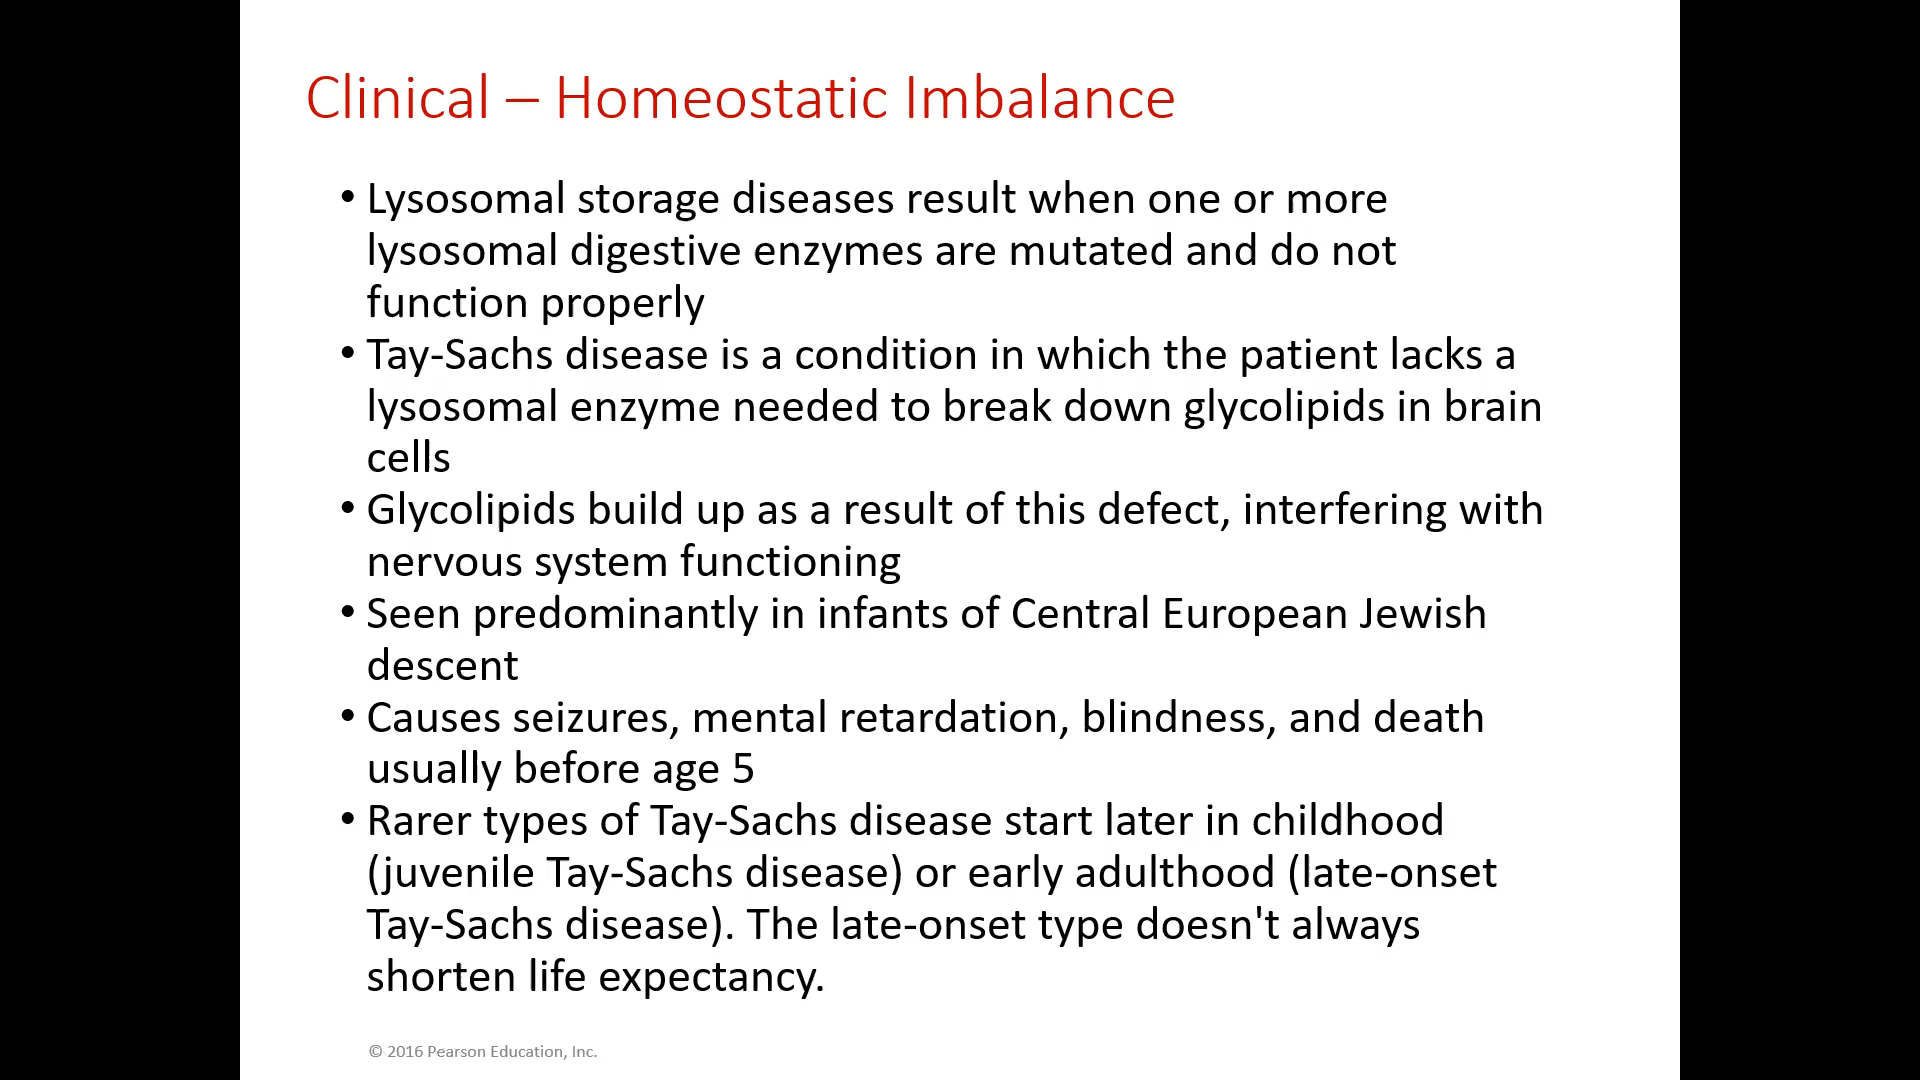 Clinical – Homeostatic Imbalance
• Lysosomal storage diseases result when one or more
lysosomal digestive enzymes are mutated and do not
function properly
• Tay-Sachs disease is a condition in which the patient lacks a
lysosomal enzyme needed to break down glycolipids in brain
cells
• Glycolipids build up as a result of this defect, interfering with
nervous system functioning
• Seen predominantly in infants of Central European Jewish
descent
• Causes seizures, mental retardation, blindness, and death
usually before age 5
• Rarer types of Tay-Sachs disease start later in childhood
(juvenile Tay-Sachs disease) or early adulthood (late-onset
Tay-Sachs disease). The late-onset type doesn't always
shorten life expectancy.
© 2016 Pearson Education, Inc.